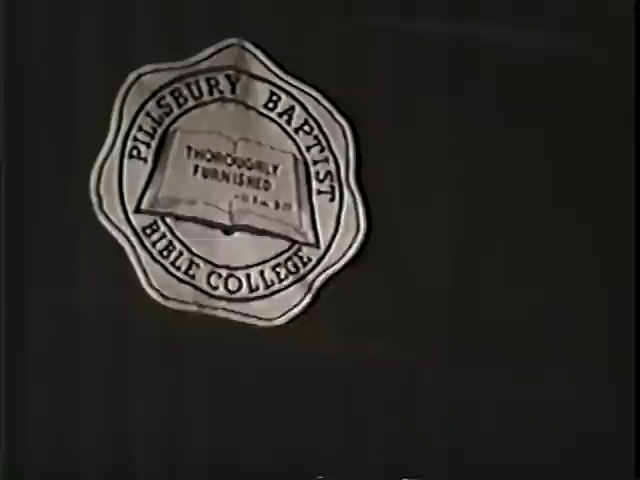 PILLSBURY BAPTIST
THOROUGHLY
FURNISHED
BIBLE COLLEGE